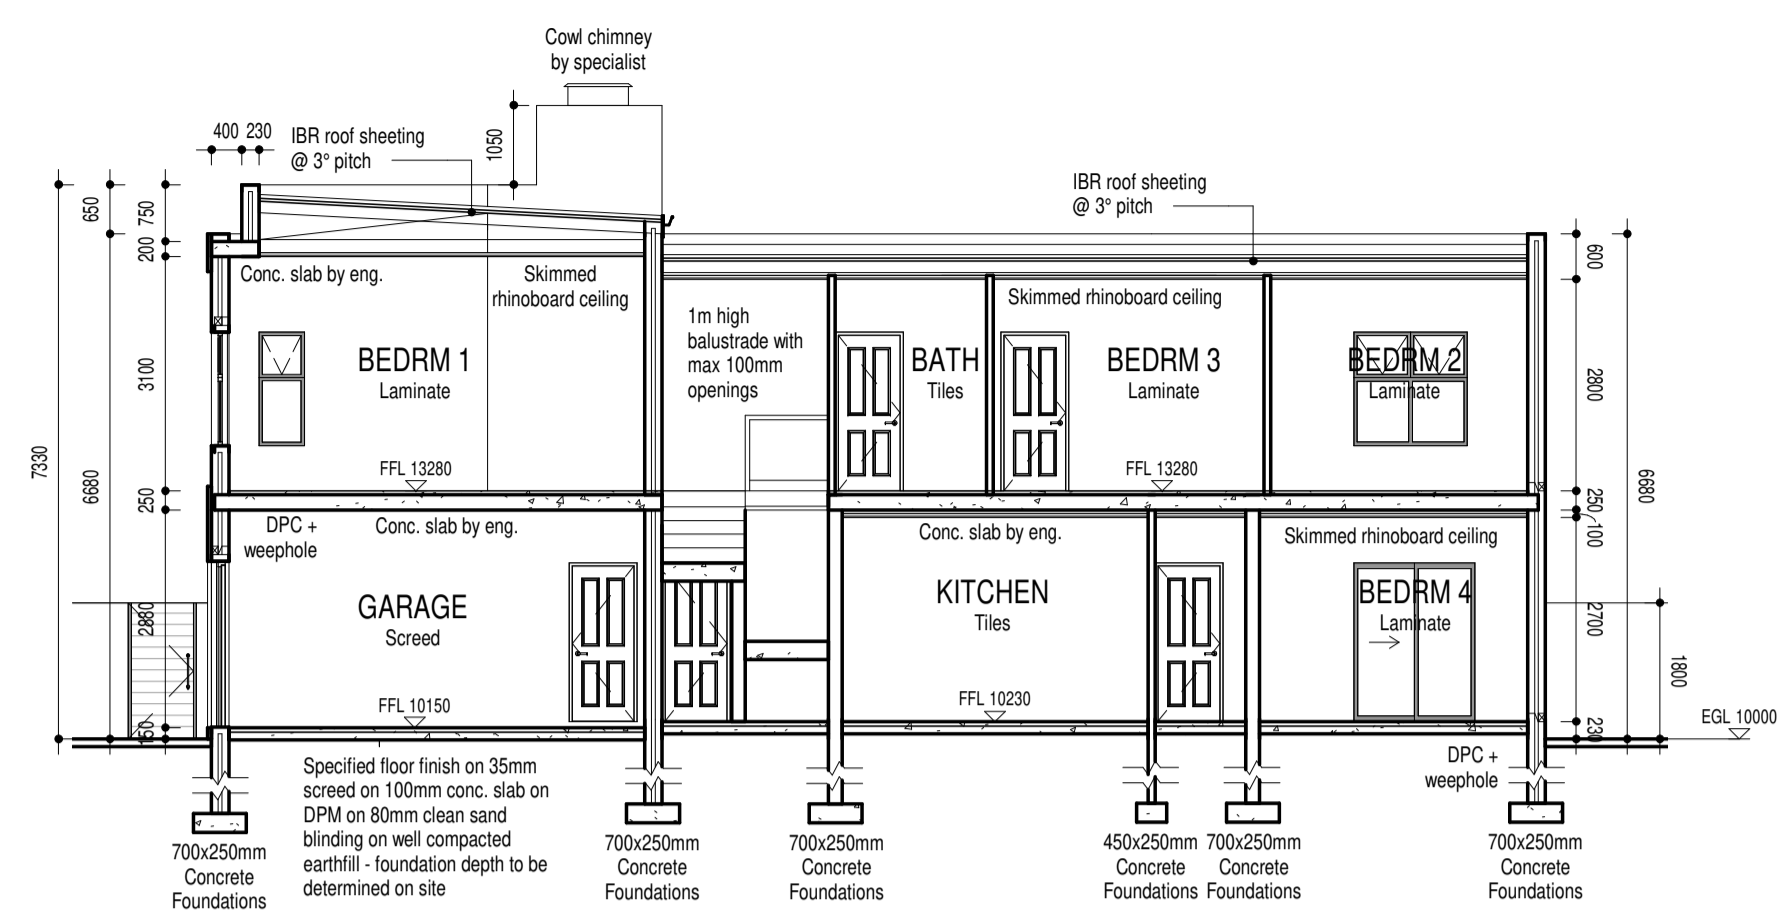 Cowl chimney
by specialist
400 230
IBR roof sheeting
@ 3° pitch
1050
IBR roof sheeting
@ 3° pitch
650
750
200
600
Conc. slab by eng.
Skimmed
rhinoboard ceiling
1m high
balustrade with
max 100mm
openings
Skimmed rhinoboard ceiling
BEDRM 1
Laminate
BATH
Tiles
BEDRM 3
Laminate
BEDRM 2
Laminate
3100
2800
7330
6680
6680
FFL 13280
FFL 13280
250
250
100
DPC +
weephole
Conc. slab by eng.
Conc. slab by eng.
Skimmed rhinoboard ceiling
GARAGE
Screed
KITCHEN
Tiles
BEDRM 4
Laminate
2880
2700
1800
FFL 10150
FFL 10230
150
230
EGL 10000
DPC +
weephole
Specified floor finish on 35mm
screed on 100mm conc. slab on
DPM on 80mm clean sand
blinding on well compacted
earthfill - foundation depth to be
determined on site
700x250mm
Concrete
Foundations
700x250mm
Concrete
Foundations
700x250mm
Concrete
Foundations
450x250mm
Concrete
Foundations
700x250mm
Concrete
Foundations
700x250mm
Concrete
Foundations